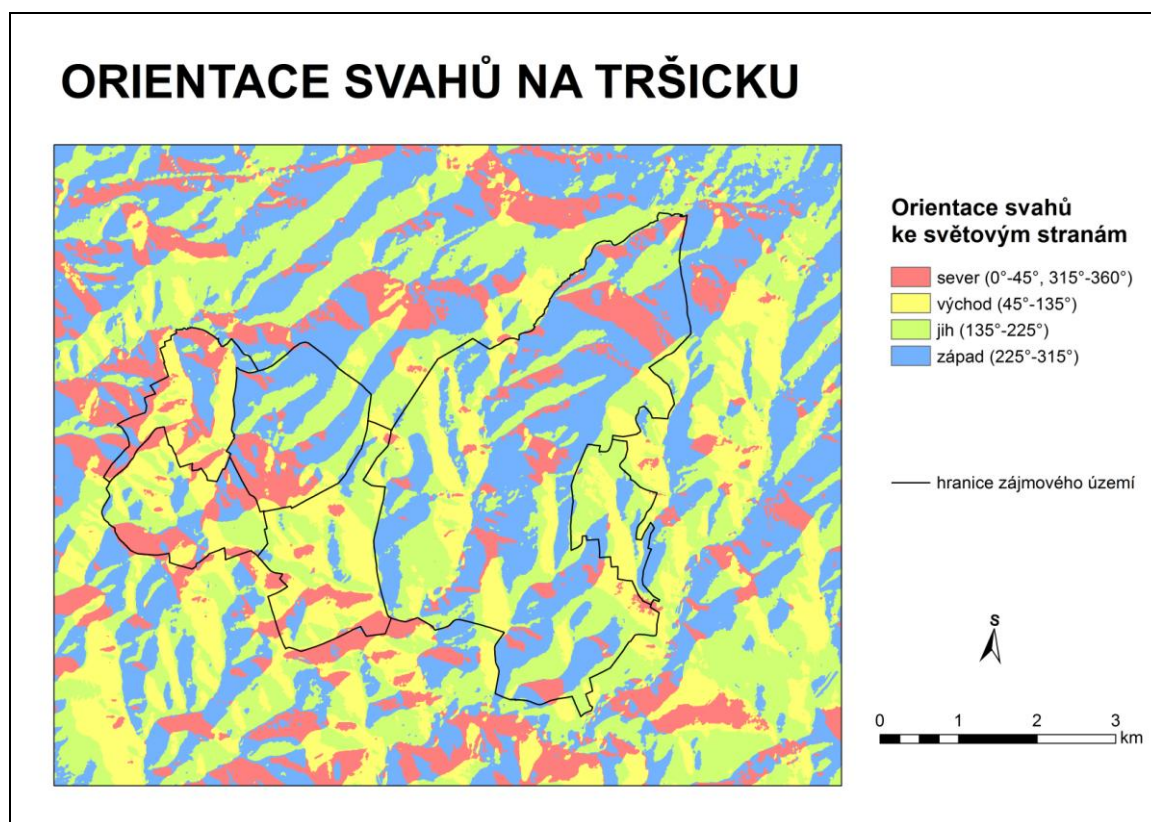 ORIENTACE SVAHŮ NA TRŠICKU
Orientace svahů
ke světovým stranám
sever (0°-45°, 315°-360°)
východ (45°-135°)
jih (135°-225°)
západ (225°-315°)
hranice zájmového území
S
0 1 2 3
km